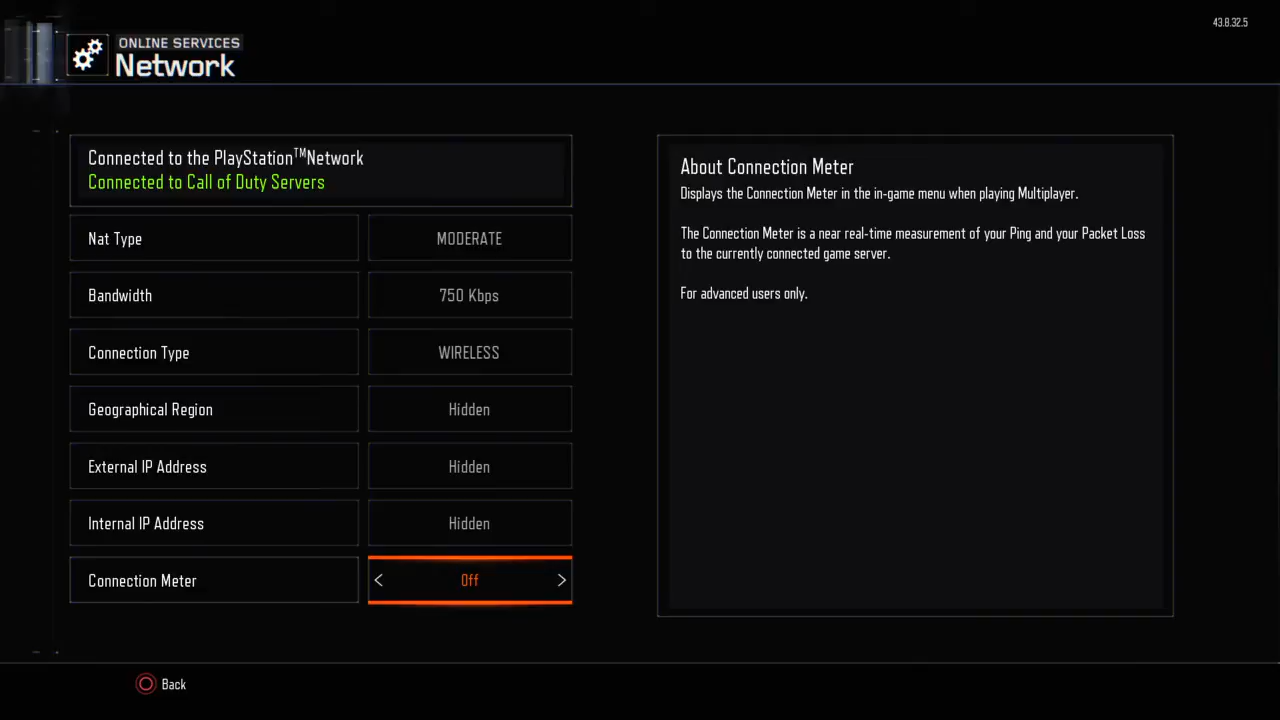 43.8.32.5
ONLINE SERVICES
Network
Connected to the PlayStation™Network
Connected to Call of Duty Servers
Nat Type MODERATE
Bandwidth 750 Kbps
Connection Type WIRELESS
Geographical Region Hidden
External IP Address Hidden
Internal IP Address Hidden
Connection Meter < Off >
About Connection Meter
Displays the Connection Meter in the in-game menu when playing Multiplayer.
The Connection Meter is a near real-time measurement of your Ping and your Packet Loss
to the currently connected game server.
For advanced users only.
Back